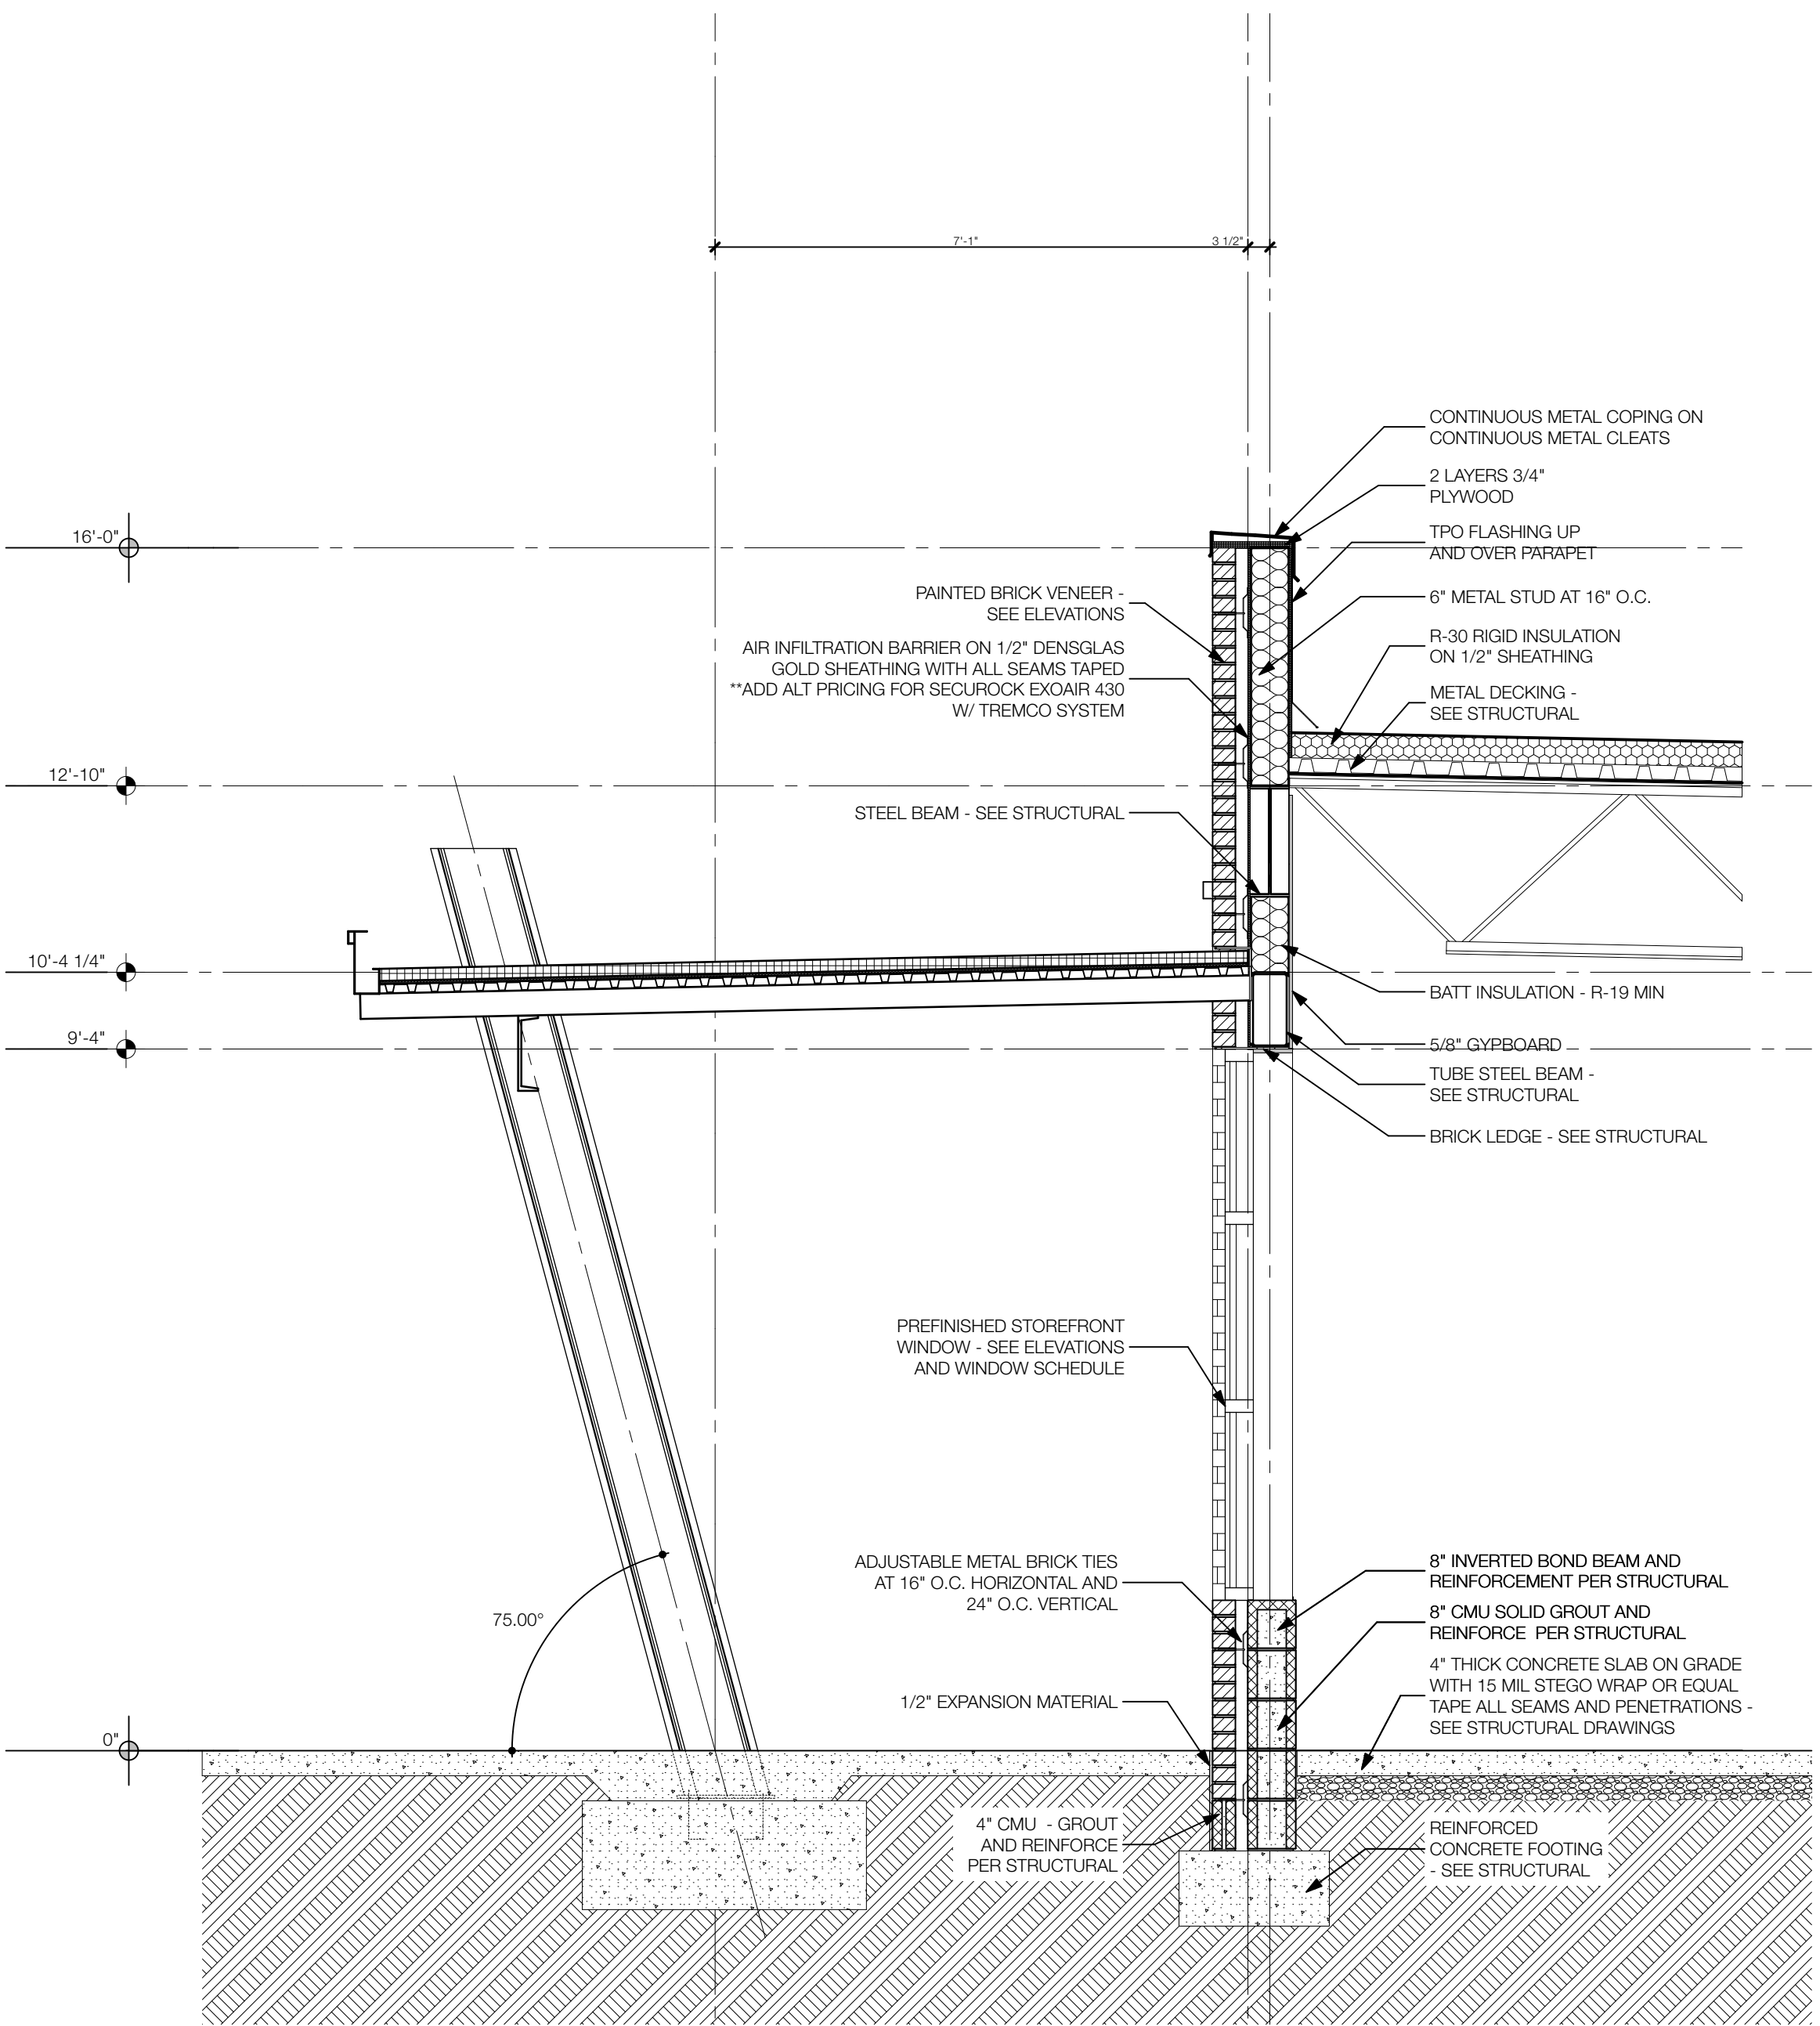 7'-1"
3 1/2"
CONTINUOUS METAL COPING ON
CONTINUOUS METAL CLEATS
2 LAYERS 3/4"
PLYWOOD
TPO FLASHING UP
AND OVER PARAPET
16'-0"
6" METAL STUD AT 16" O.C.
PAINTED BRICK VENEER -
SEE ELEVATIONS
R-30 RIGID INSULATION
ON 1/2" SHEATHING
AIR INFILTRATION BARRIER ON 1/2" DENSGLAS
GOLD SHEATHING WITH ALL SEAMS TAPED
**ADD ALT PRICING FOR SECUROCK EXOAIR 430
W/ TREMCO SYSTEM
METAL DECKING -
SEE STRUCTURAL
12'-10"
STEEL BEAM - SEE STRUCTURAL
10'-4 1/4"
BATT INSULATION - R-19 MIN
9'-4"
5/8" GYPBOARD
TUBE STEEL BEAM -
SEE STRUCTURAL
BRICK LEDGE - SEE STRUCTURAL
PREFINISHED STOREFRONT
WINDOW - SEE ELEVATIONS
AND WINDOW SCHEDULE
ADJUSTABLE METAL BRICK TIES
AT 16" O.C. HORIZONTAL AND
24" O.C. VERTICAL
8" INVERTED BOND BEAM AND
REINFORCEMENT PER STRUCTURAL
75.00°
8" CMU SOLID GROUT AND
REINFORCE PER STRUCTURAL
4" THICK CONCRETE SLAB ON GRADE
WITH 15 MIL STEGO WRAP OR EQUAL
TAPE ALL SEAMS AND PENETRATIONS -
SEE STRUCTURAL DRAWINGS
1/2" EXPANSION MATERIAL
0"
4" CMU - GROUT
AND REINFORCE
PER STRUCTURAL
REINFORCED
CONCRETE FOOTING
- SEE STRUCTURAL